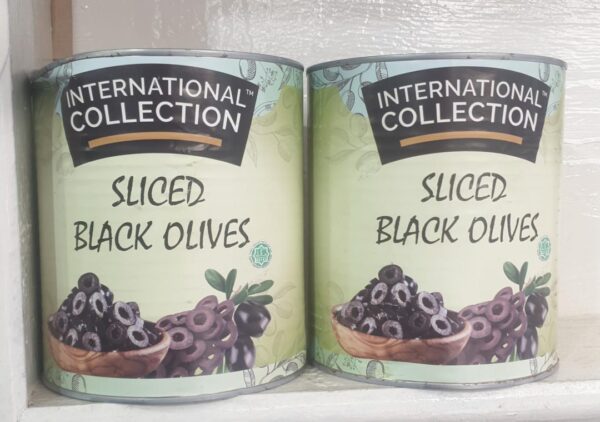 INTERNATIONAL™
COLLECTION
SLICED
BLACK OLIVES
INTERNATIONAL™
COLLECTION
SLICED
BLACK OLIVES